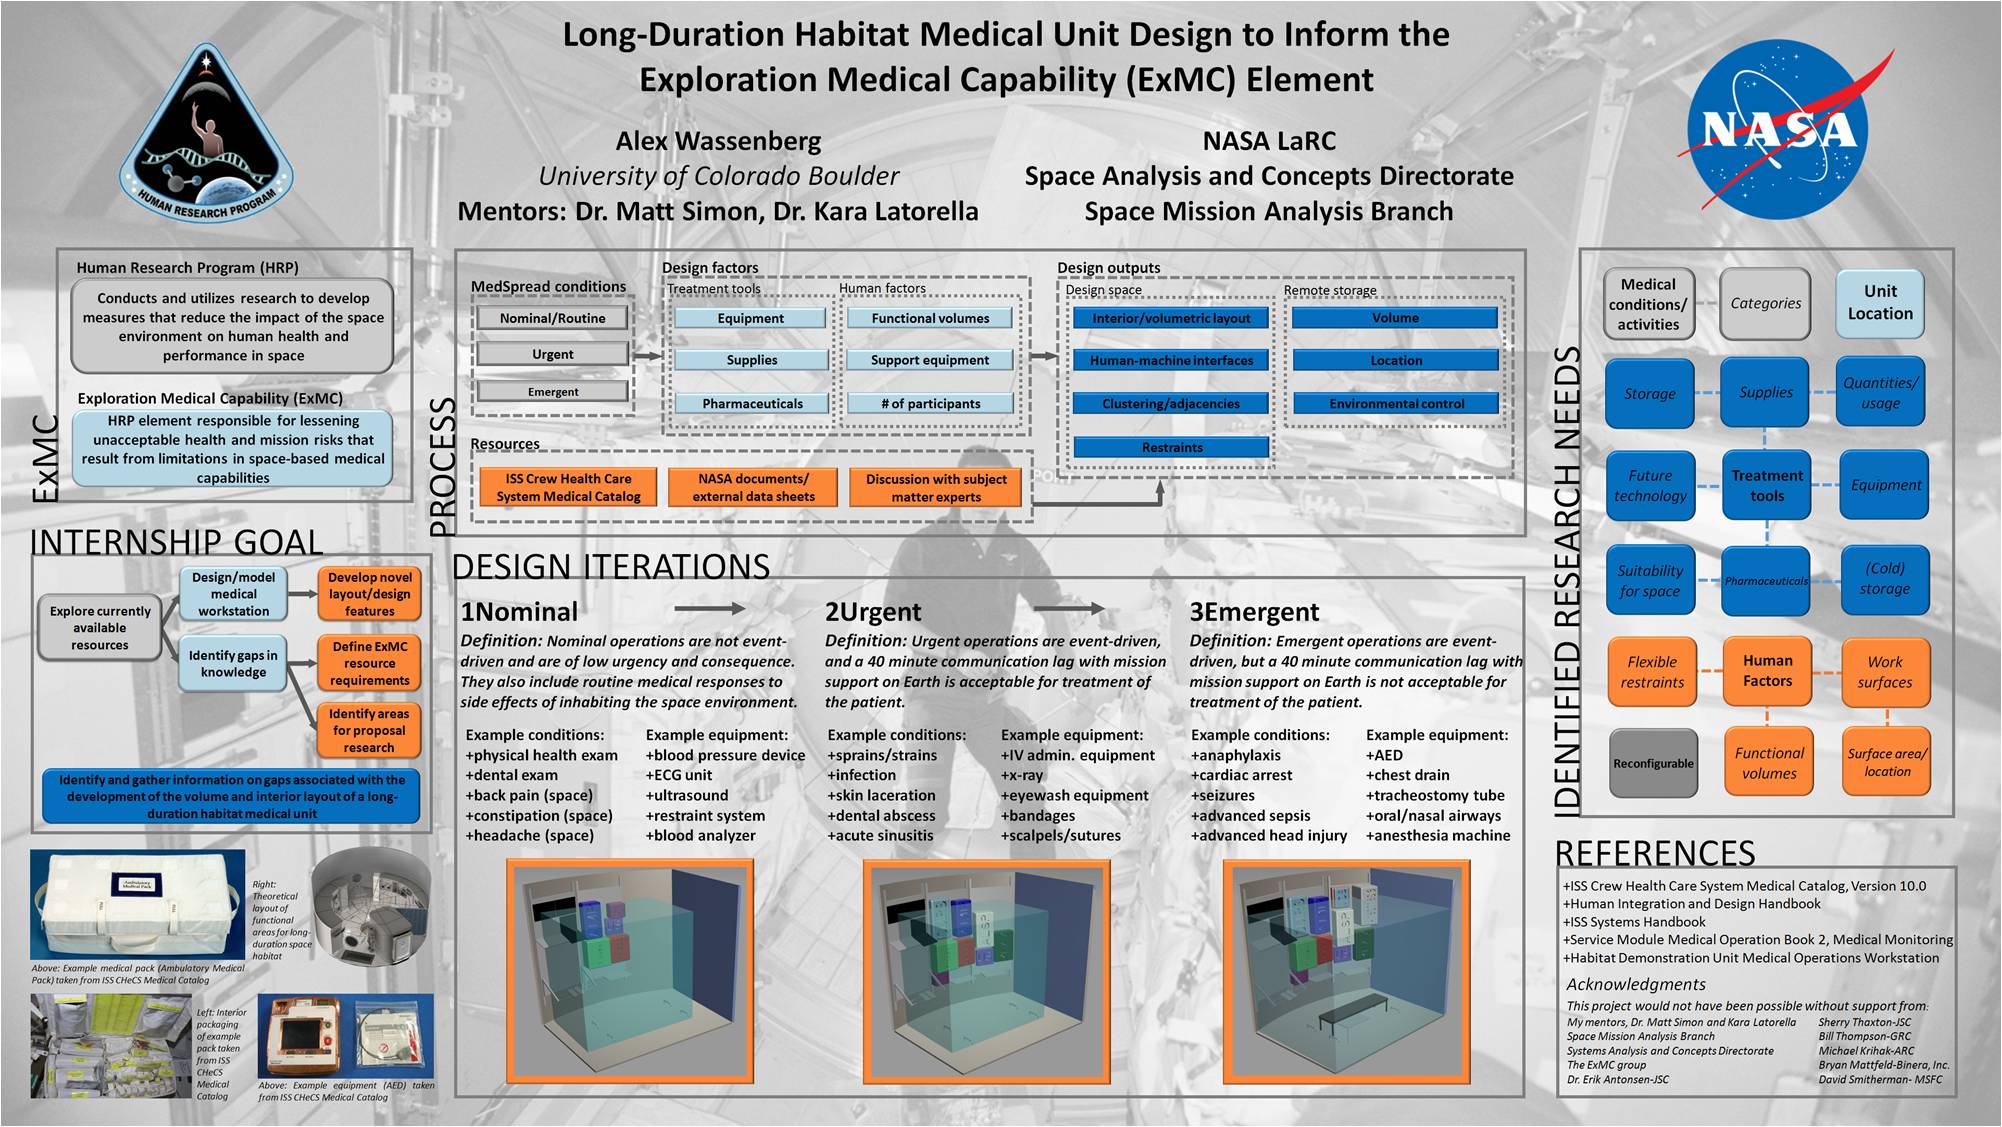 Long-Duration Habitat Medical Unit Design to Inform the
Exploration Medical Capability (ExMC) Element
Alex Wassenberg
University of Colorado Boulder
Mentors: Dr. Matt Simon, Dr. Kara Latorella
NASA LaRC
Space Analysis and Concepts Directorate
Space Mission Analysis Branch
HUMAN RESEARCH PROGRAM
NASA
ExMC
Human Research Program (HRP)
Conducts and utilizes research to develop
measures that reduce the impact of the space
environment on human health and
performance in space
Exploration Medical Capability (ExMC)
HRP element responsible for lessening
unacceptable health and mission risks that
result from limitations in space-based medical
capabilities
INTERNSHIP GOAL
Explore currently
available
resources
Design/model
medical
workstation
Identify gaps in
knowledge
Develop novel
layout/design
features
Define ExMC
resource
requirements
Identify areas
for proposal
research
Identify and gather information on gaps associated with the
development of the volume and interior layout of a long-
duration habitat medical unit
Ambulatory
Medical Pack
Above: Example medical pack (Ambulatory Medical
Pack) taken from ISS CHeCS Medical Catalog
Right:
Theoretical
layout of
functional
areas for long-
duration space
habitat
Left: Interior
packaging
of example
pack taken
from ISS
CHeCS
Medical
Catalog
Above: Example equipment (AED) taken
from ISS CHeCS Medical Catalog
PROCESS
MedSpread conditions
Nominal/Routine
Urgent
Emergent
Design factors
Treatment tools
Equipment
Supplies
Pharmaceuticals
Human factors
Functional volumes
Support equipment
# of participants
Design outputs
Design space
Interior/volumetric layout
Human-machine interfaces
Clustering/adjacencies
Restraints
Remote storage
Volume
Location
Environmental control
Resources
ISS Crew Health Care
System Medical Catalog
NASA documents/
external data sheets
Discussion with subject
matter experts
DESIGN ITERATIONS
1Nominal
Definition: Nominal operations are not event-
driven and are of low urgency and consequence.
They also include routine medical responses to
side effects of inhabiting the space environment.
Example conditions:
+physical health exam
+dental exam
+back pain (space)
+constipation (space)
+headache (space)
Example equipment:
+blood pressure device
+ECG unit
+ultrasound
+restraint system
+blood analyzer
2Urgent
Definition: Urgent operations are event-driven,
and a 40 minute communication lag with mission
support on Earth is acceptable for treatment of
the patient.
Example conditions:
+sprains/strains
+infection
+skin laceration
+dental abscess
+acute sinusitis
Example equipment:
+IV admin. equipment
+x-ray
+eyewash equipment
+bandages
+scalpels/sutures
3Emergent
Definition: Emergent operations are event-
driven, but a 40 minute communication lag with
mission support on Earth is not acceptable for
treatment of the patient.
Example conditions:
+anaphylaxis
+cardiac arrest
+seizures
+advanced sepsis
+advanced head injury
Example equipment:
+AED
+chest drain
+tracheostomy tube
+oral/nasal airways
+anesthesia machine
IDENTIFIED RESEARCH NEEDS
Medical
conditions/
activities
Categories
Unit
Location
Storage
Supplies
Quantities/
usage
Future
technology
Treatment
tools
Equipment
Suitability
for space
Pharmaceuticals
(Cold)
storage
Flexible
restraints
Human
Factors
Work
surfaces
Reconfigurable
Functional
volumes
Surface area/
location
REFERENCES
+ISS Crew Health Care System Medical Catalog, Version 10.0
+Human Integration and Design Handbook
+ISS Systems Handbook
+Service Module Medical Operation Book 2, Medical Monitoring
+Habitat Demonstration Unit Medical Operations Workstation
Acknowledgments
This project would not have been possible without support from:
My mentors, Dr. Matt Simon and Kara Latorella
Space Mission Analysis Branch
Systems Analysis and Concepts Directorate
The ExMC group
Dr. Erik Antonsen-JSC
Sherry Thaxton-JSC
Bill Thompson-GRC
Michael Krihak-ARC
Bryan Mattfeld-Binera, Inc.
David Smitherman- MSFC